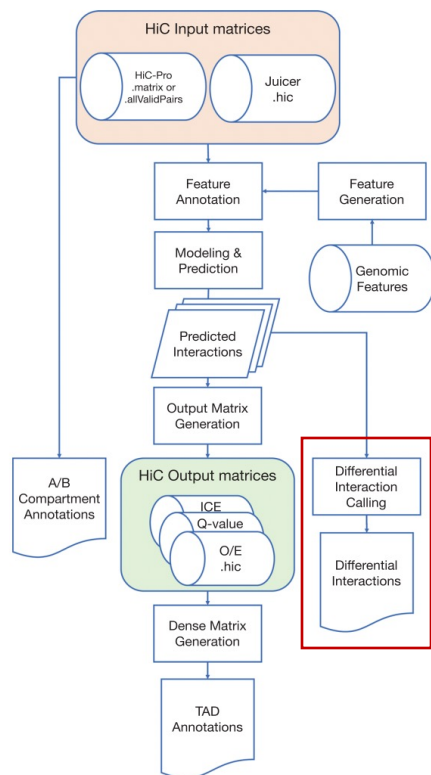 HiC Input matrices
HiC-Pro
.matrix or
.allValidPairs
Juicer
.hic
Feature
Annotation
Feature
Generation
Modeling &
Prediction
Genomic
Features
Predicted
Interactions
Output Matrix
Generation
A/B
Compartment
Annotations
HiC Output matrices
ICE
Q-value
O/E
.hic
Differential
Interaction
Calling
Differential
Interactions
Dense Matrix
Generation
TAD
Annotations